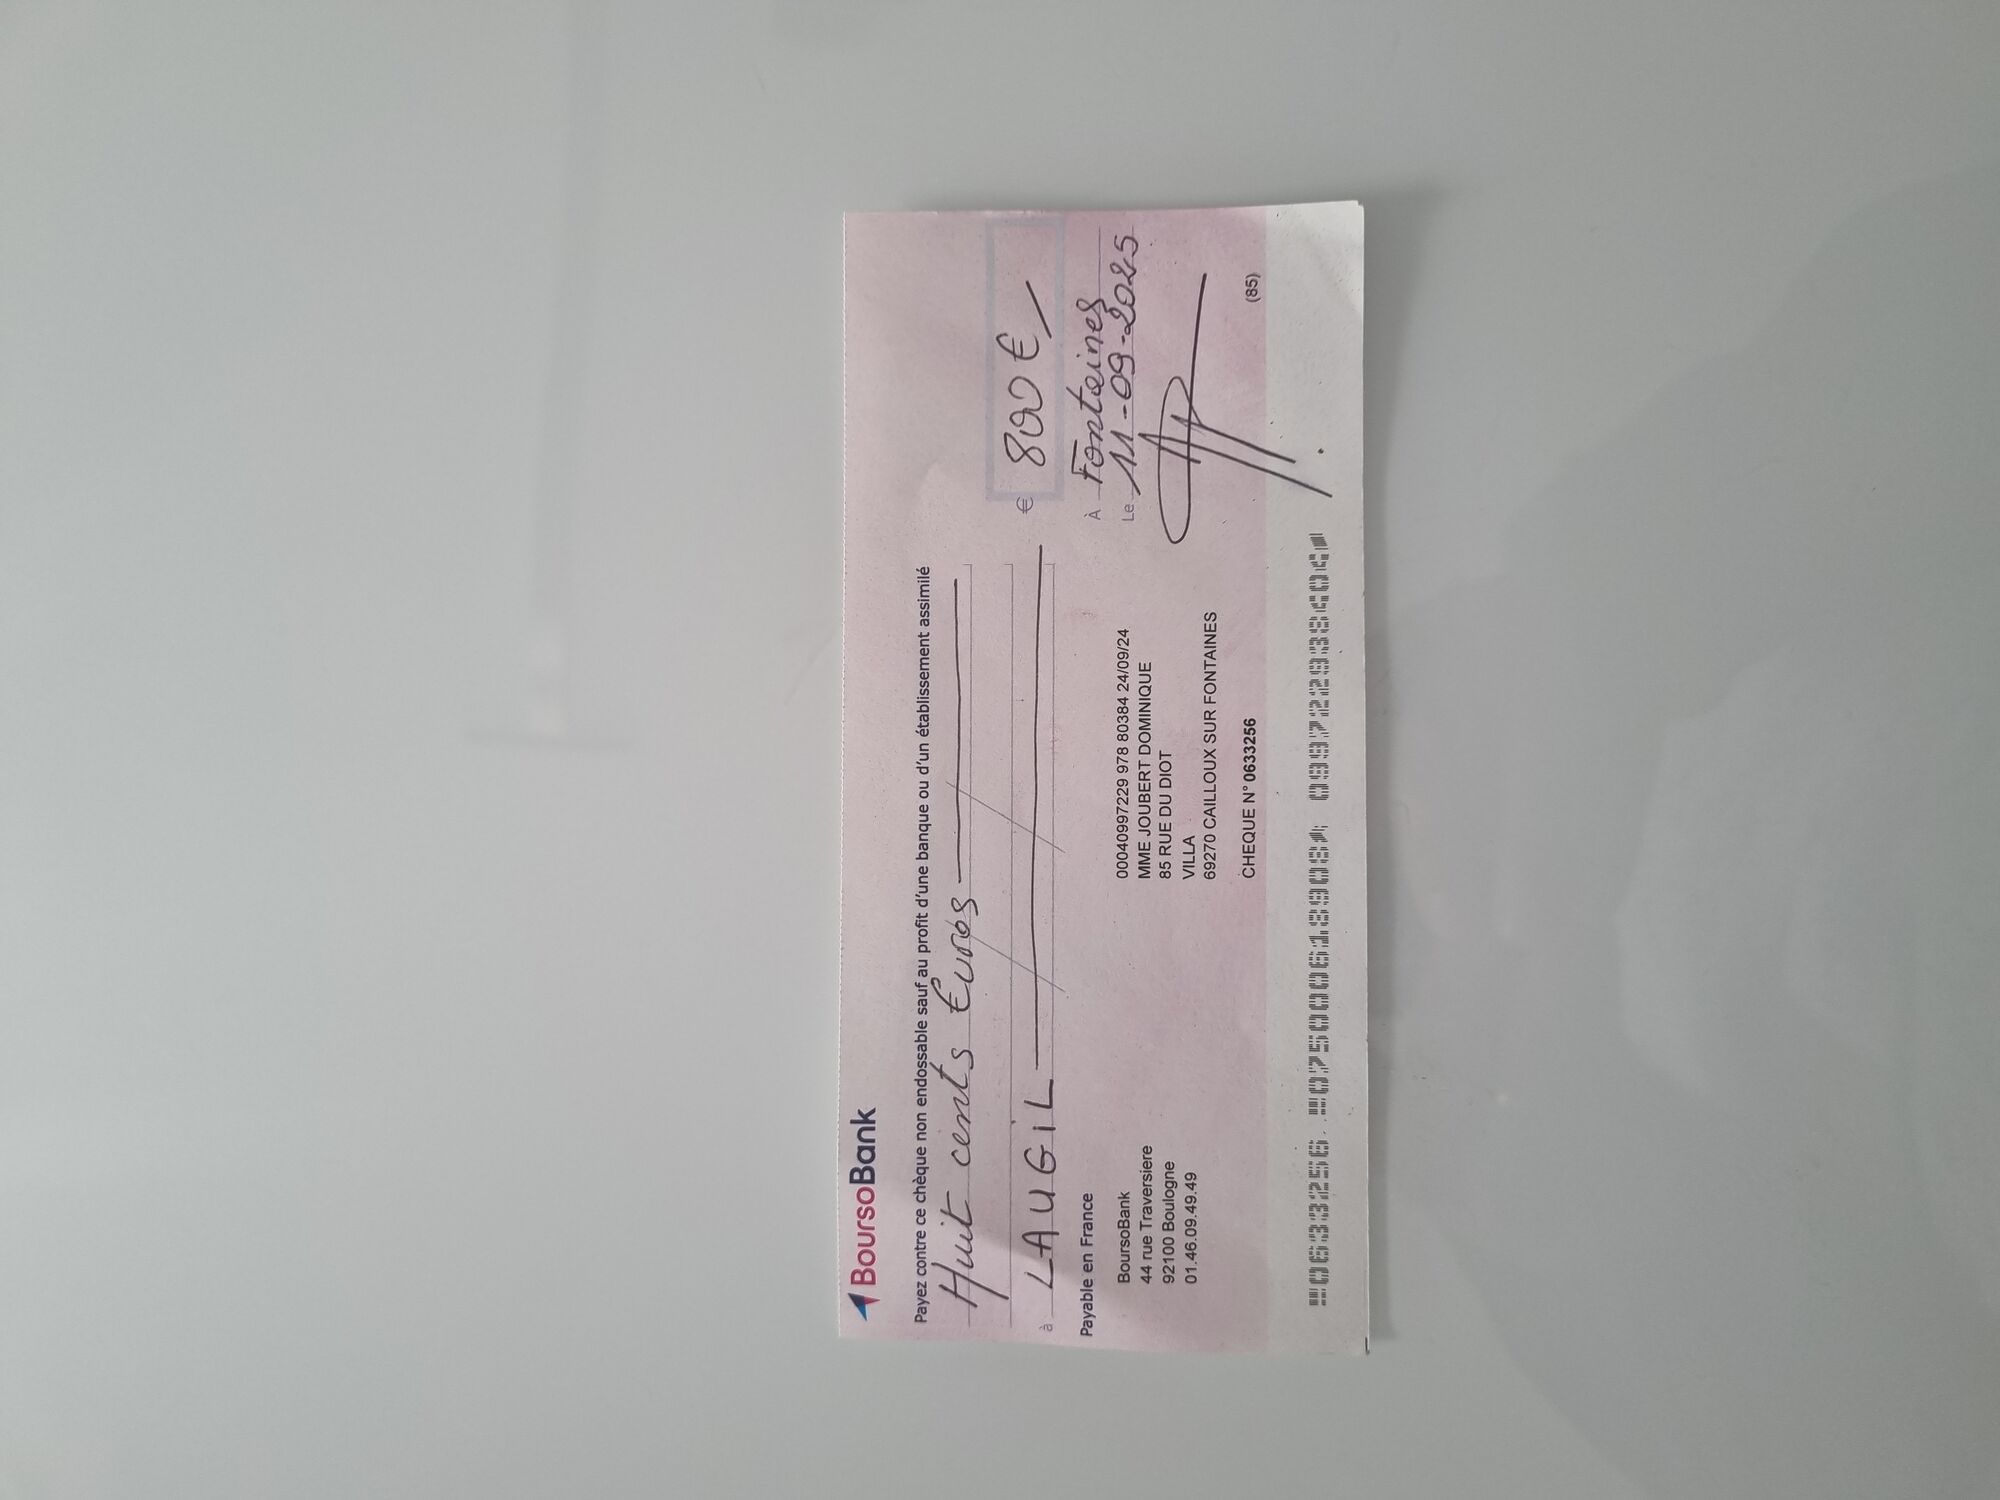 BoursoBank
Payez contre ce chèque non endossable sauf au profit d'une banque ou d'un établissement assimilé
Huit cents Euros
€ 800 €
à LAUGIL
À Fontaines
Le 11-09-2025
Payable en France
BoursoBank
44 rue Traversiere
92100 Boulogne
01.46.09.49.49
00040997229 978 80384 24/09/24
MME JOUBERT DOMINIQUE
85 RUE DU DIOT
VILLA
69270 CAILLOUX SUR FONTAINES
CHEQUE N° 0633256
(85)